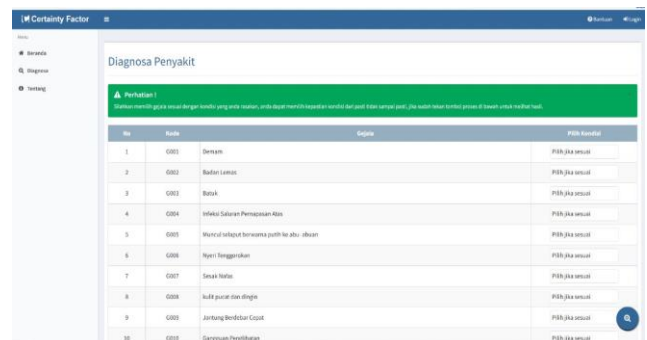 Certainty Factor
Bantuan Login
Menu
Beranda
Diagnosa
Tentang
Diagnosa Penyakit
Perhatian !
Silahkan memilih gejala sesuai dengan kondisi yang anda rasakan, anda dapat memilih kepastian kondisi dari pasti tidak sampai pasti, jika sudah tekan tombol proses di bawah untuk melihat hasil.
No Kode Gejala Pilih Kondisi
1 G001 Demam Pilih jika sesuai
2 G002 Badan Lemas Pilih jika sesuai
3 G003 Batuk Pilih jika sesuai
4 G004 Infeksi Saluran Pernapasan Atas Pilih jika sesuai
5 G005 Muncul selaput berwarna putih ke abu- abuan Pilih jika sesuai
6 G006 Nyeri Tenggorokan Pilih jika sesuai
7 G007 Sesak Nafas Pilih jika sesuai
8 G008 kulit pucat dan dingin Pilih jika sesuai
9 G009 Jantung Berdebar Cepat Pilih jika sesuai
10 G010 Gangguan Penglihatan Pilih jika sesuai